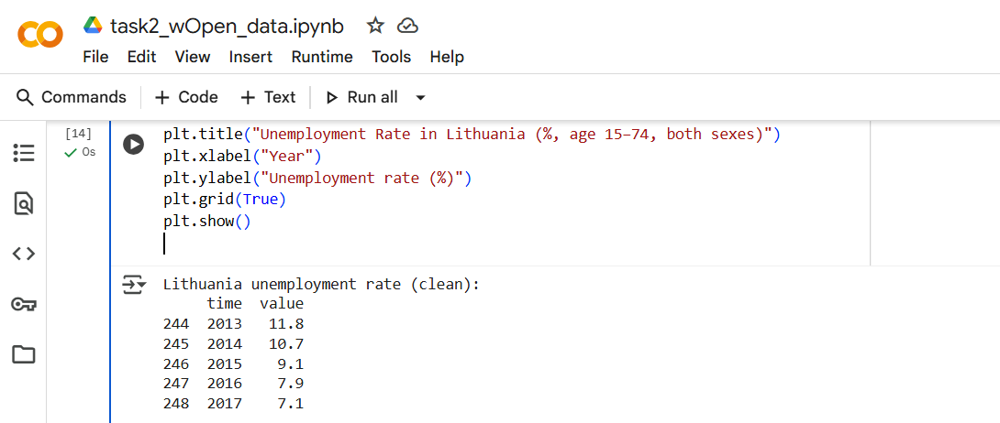 task2_wOpen_data.ipynb
File Edit View Insert Runtime Tools Help
Commands + Code + Text Run all
[14]
0s
plt.title("Unemployment Rate in Lithuania (%, age 15–74, both sexes)")
plt.xlabel("Year")
plt.ylabel("Unemployment rate (%)")
plt.grid(True)
plt.show()
Lithuania unemployment rate (clean):
time value
244 2013 11.8
245 2014 10.7
246 2015 9.1
247 2016 7.9
248 2017 7.1